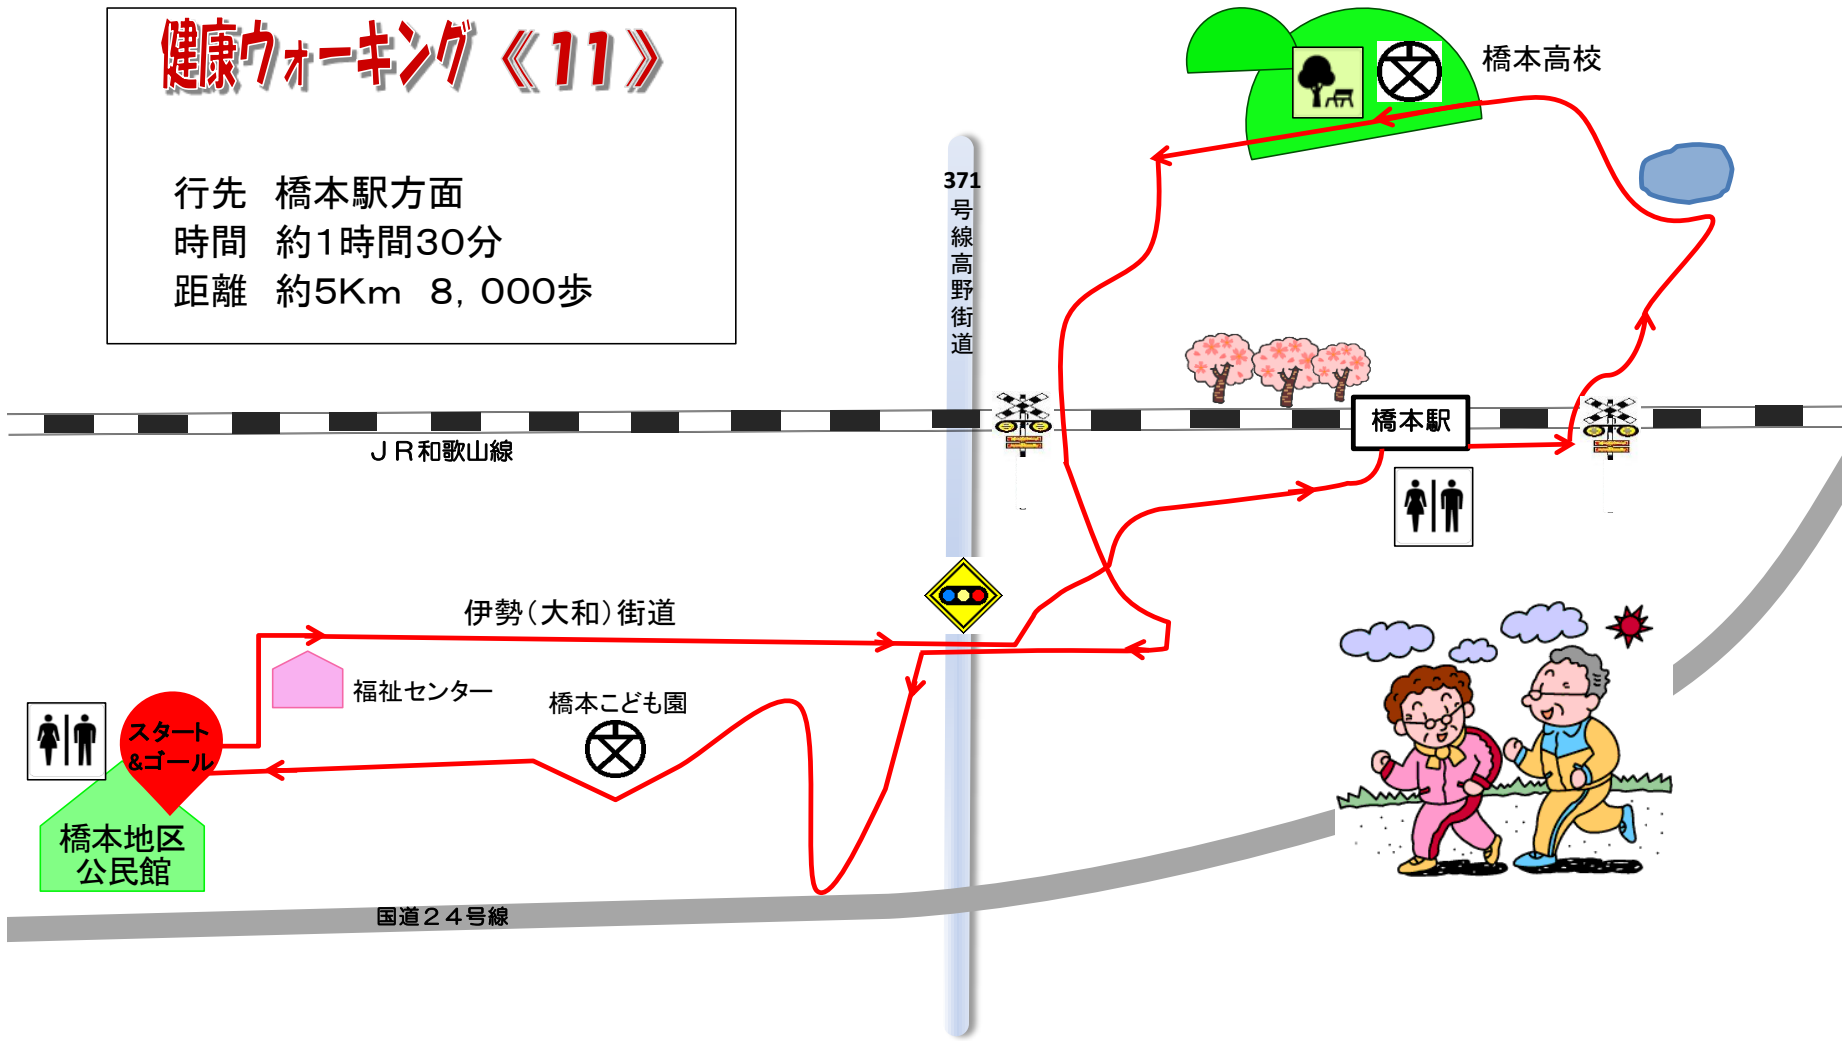 健康ウォーキング《11》
行先　橋本駅方面
時間　約1時間30分
距離　約5Km　8，000歩
橋本高校
371号線高野街道
橋本駅
ＪＲ和歌山線
伊勢（大和）街道
福祉センター
橋本こども園
スタート
&ゴール
橋本地区
公民館
国道２４号線